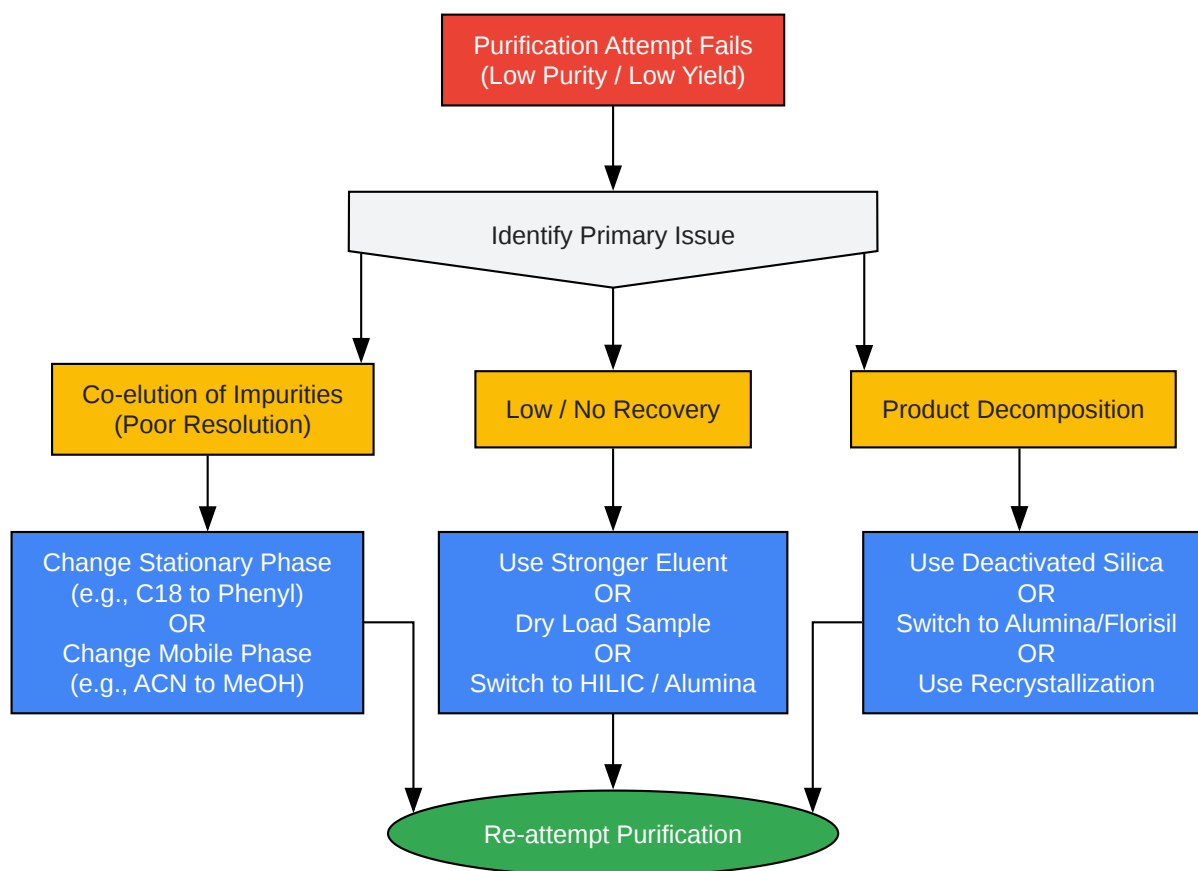 Purification Attempt Fails
(Low Purity / Low Yield)
Identify Primary Issue
Co-elution of Impurities
(Poor Resolution)
Low / No Recovery
Product Decomposition
Change Stationary Phase
(e.g., C18 to Phenyl)
OR
Change Mobile Phase
(e.g., ACN to MeOH)
Use Stronger Eluent
OR
Dry Load Sample
OR
Switch to HILIC / Alumina
Use Deactivated Silica
OR
Switch to Alumina/Florisil
OR
Use Recrystallization
Re-attempt Purification